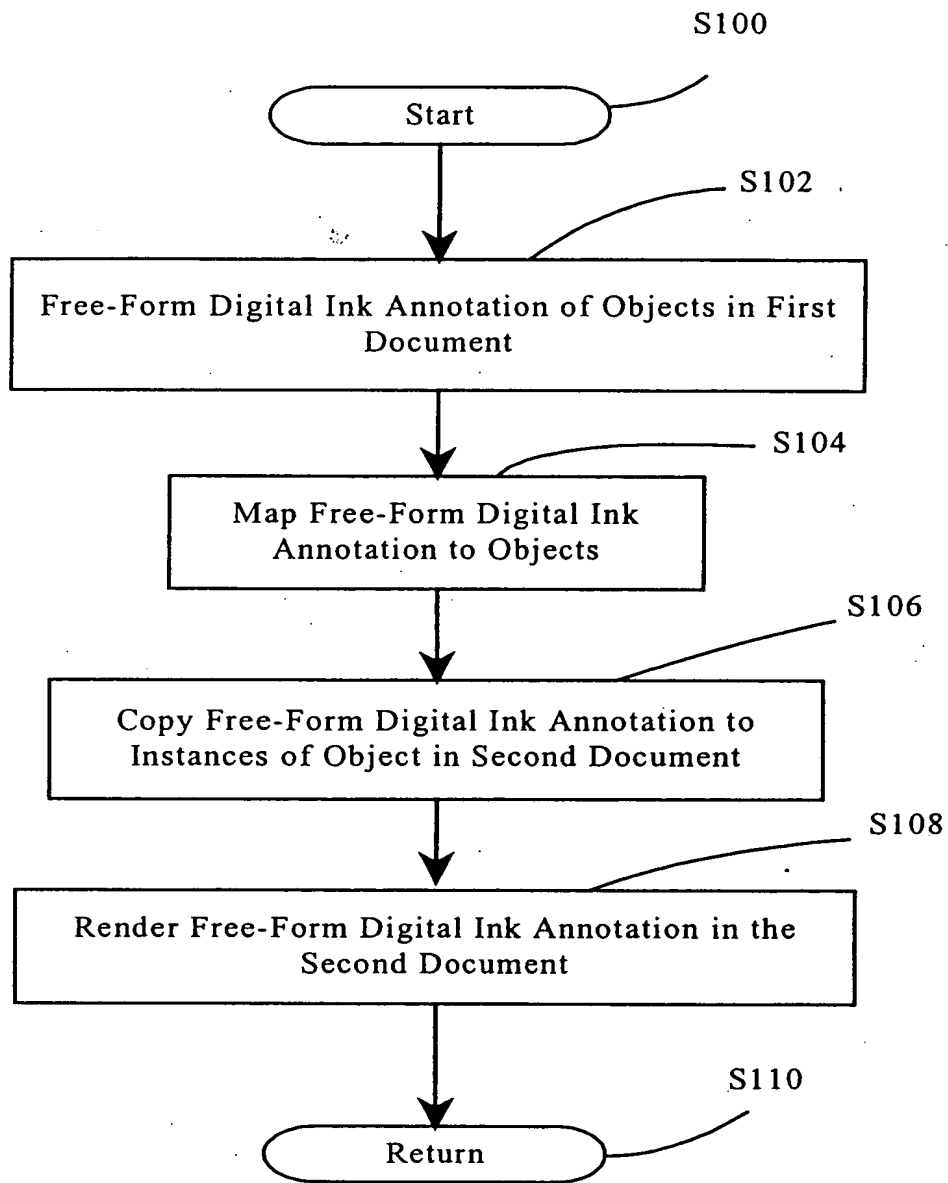 S100
Start
S102
Free-Form Digital Ink Annotation of Objects in First
Document
S104
Map Free-Form Digital Ink
Annotation to Objects
S106
Copy Free-Form Digital Ink Annotation to
Instances of Object in Second Document
S108
Render Free-Form Digital Ink Annotation in the
Second Document
S110
Return